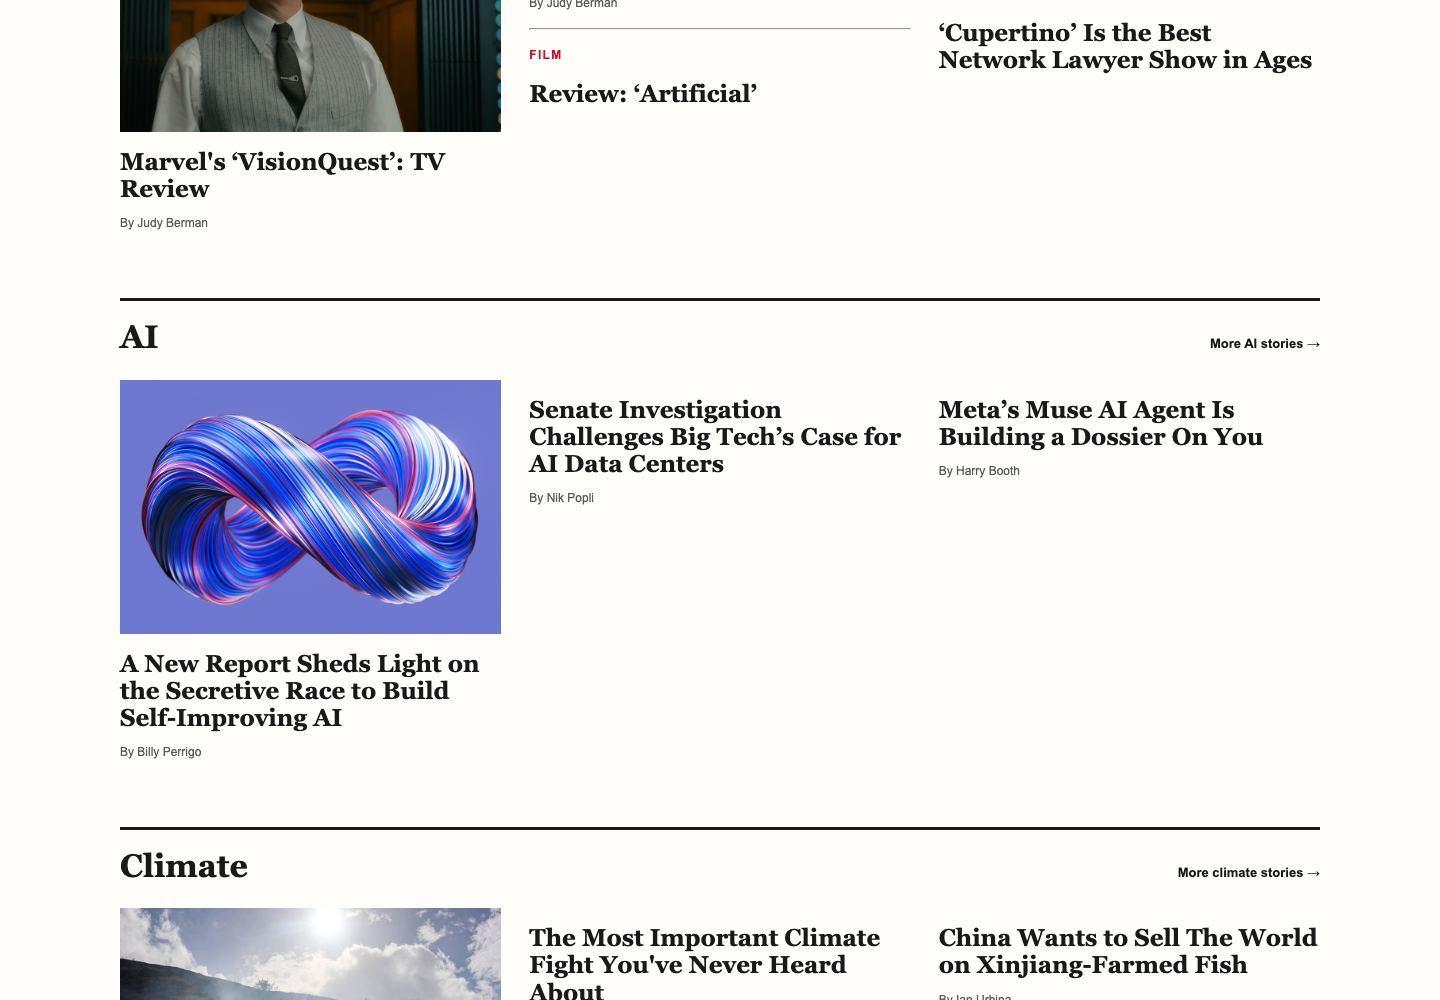 Marvel's ‘VisionQuest’: TV
Review
By Judy Berman
By Judy Berman
FILM
Review: ‘Artificial’
‘Cupertino’ Is the Best
Network Lawyer Show in Ages
AI
More AI stories →
A New Report Sheds Light on
the Secretive Race to Build
Self-Improving AI
By Billy Perrigo
Senate Investigation
Challenges Big Tech’s Case for
AI Data Centers
By Nik Popli
Meta’s Muse AI Agent Is
Building a Dossier On You
By Harry Booth
Climate
More climate stories →
The Most Important Climate
Fight You've Never Heard
About
China Wants to Sell The World
on Xinjiang-Farmed Fish
By Ian Urbina